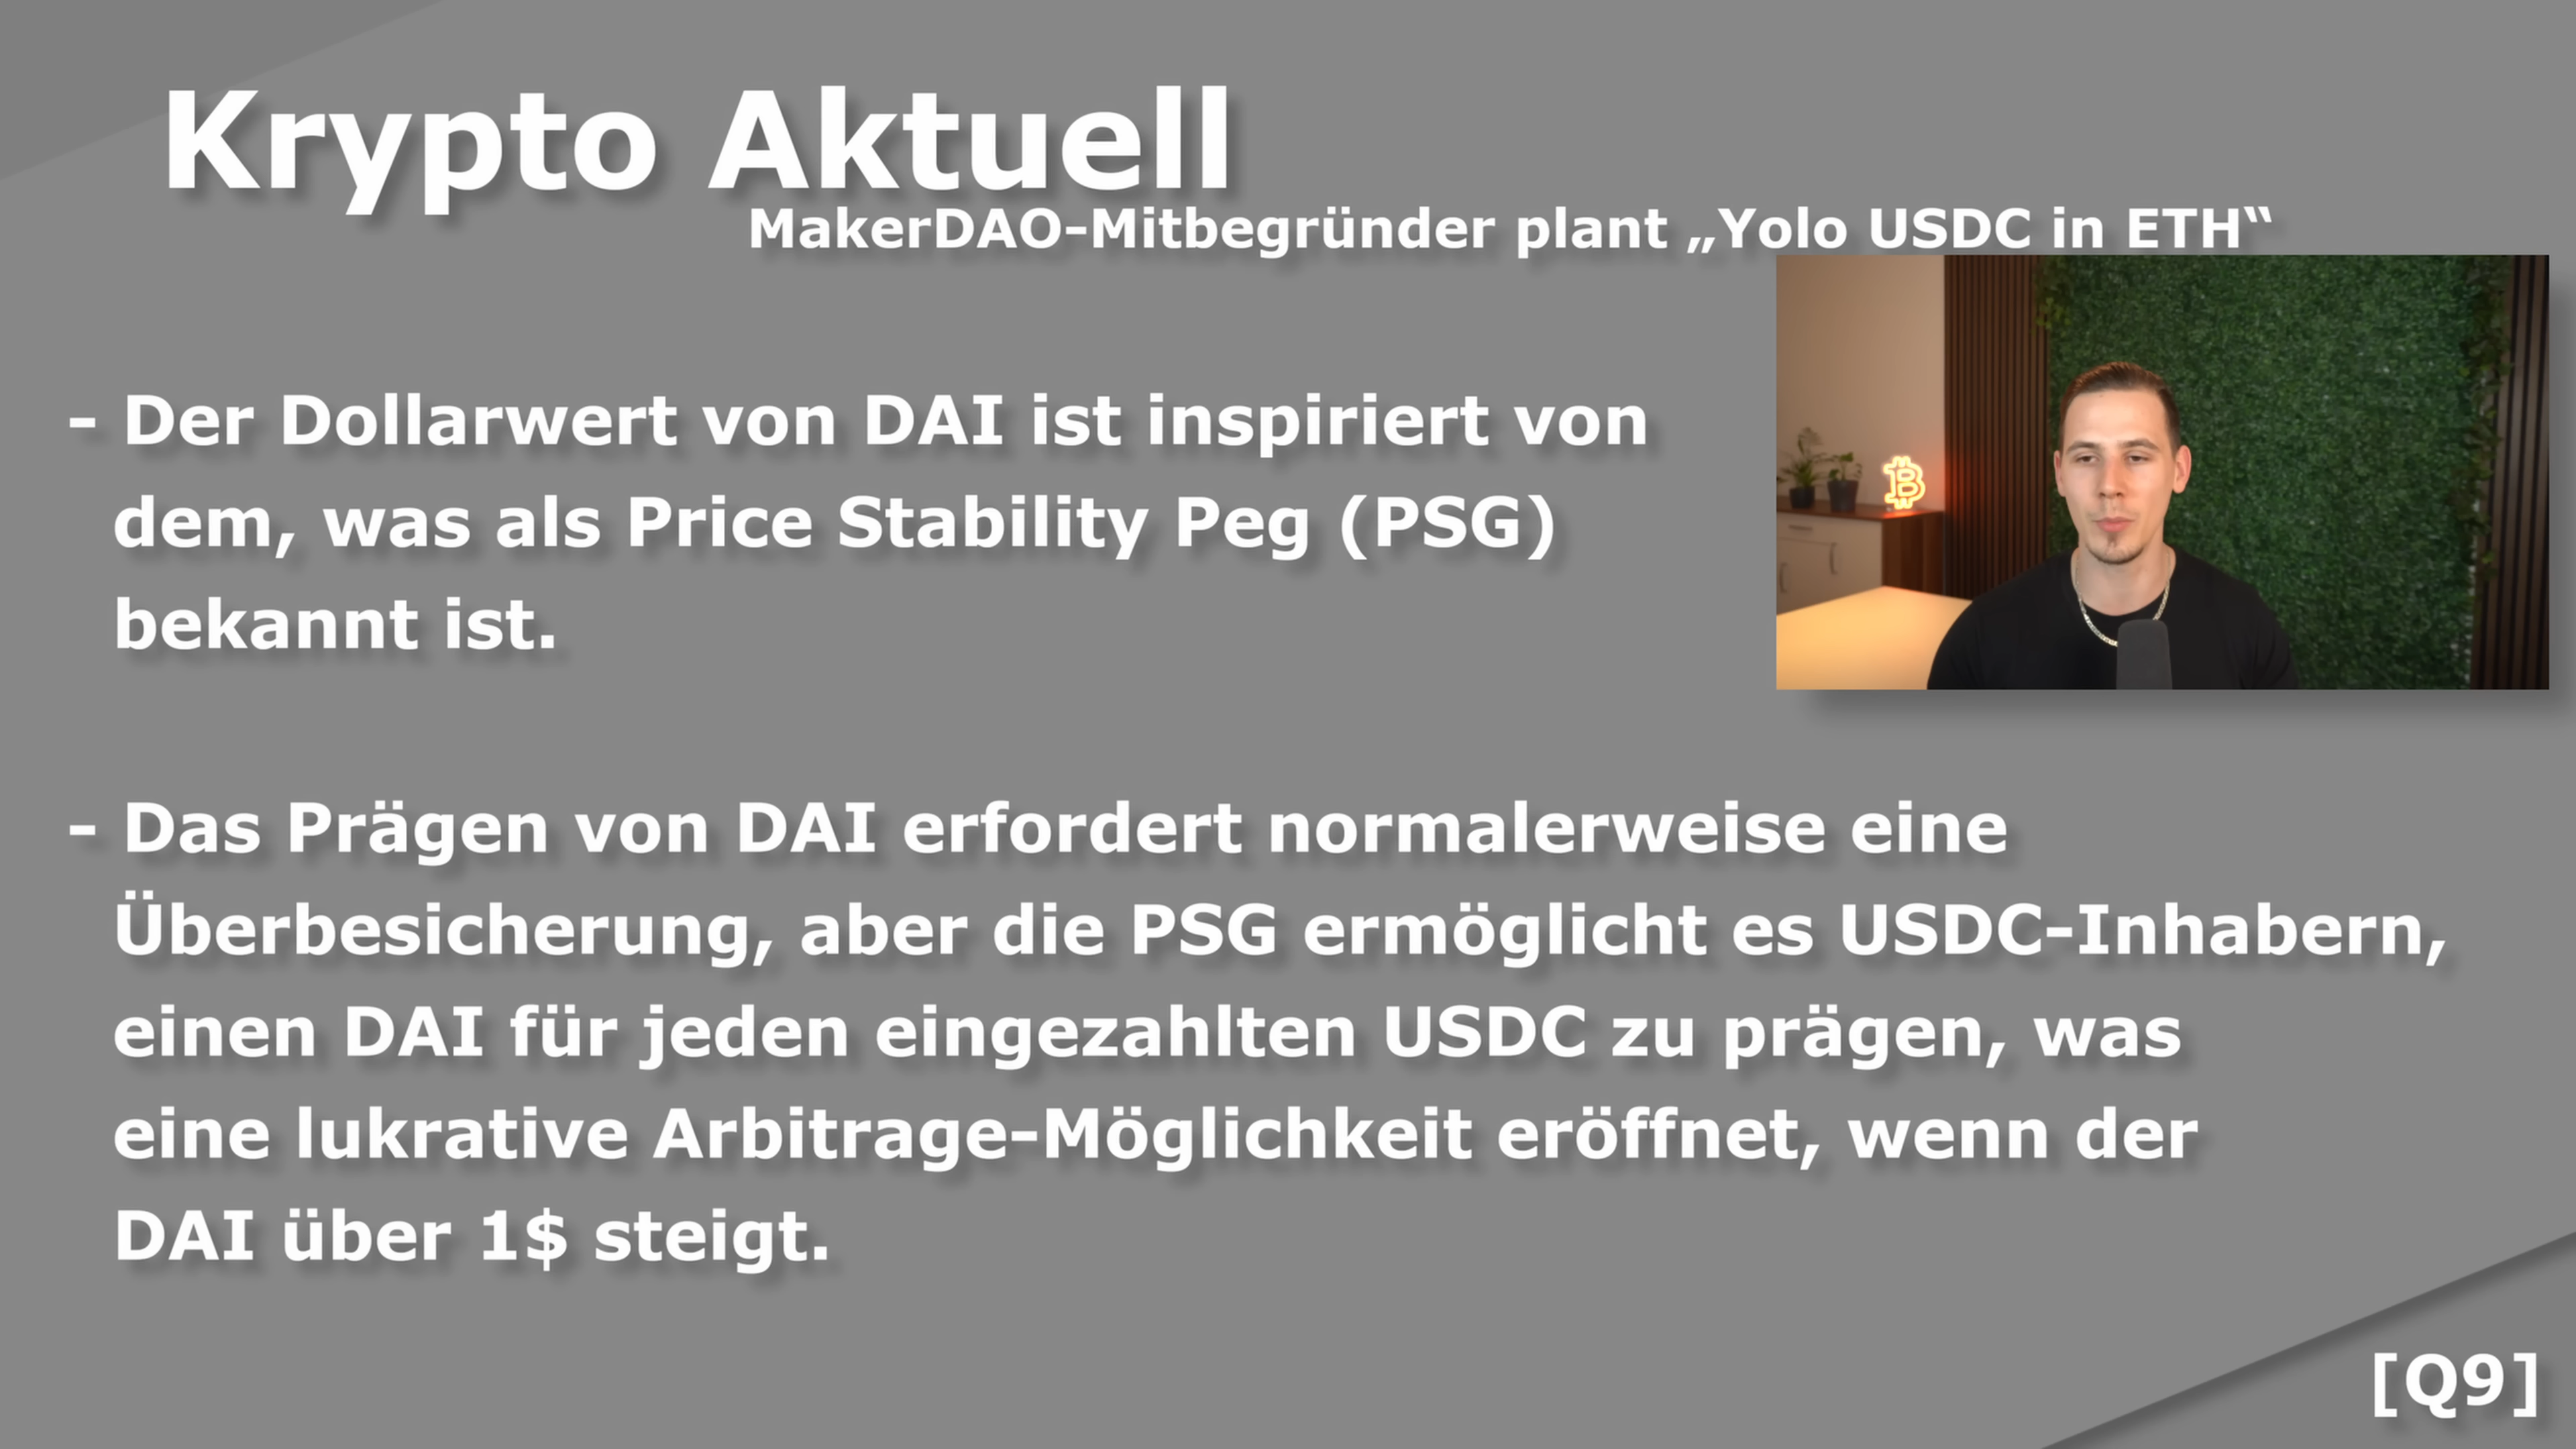 Krypto Aktuell
MakerDAO-Mitbegründer plant „Yolo USDC in ETH“
- Der Dollarwert von DAI ist inspiriert von
dem, was als Price Stability Peg (PSG)
bekannt ist.
- Das Prägen von DAI erfordert normalerweise eine
Überbesicherung, aber die PSG ermöglicht es USDC-Inhabern,
einen DAI für jeden eingezahlten USDC zu prägen, was
eine lukrative Arbitrage-Möglichkeit eröffnet, wenn der
DAI über 1$ steigt.
[Q9]